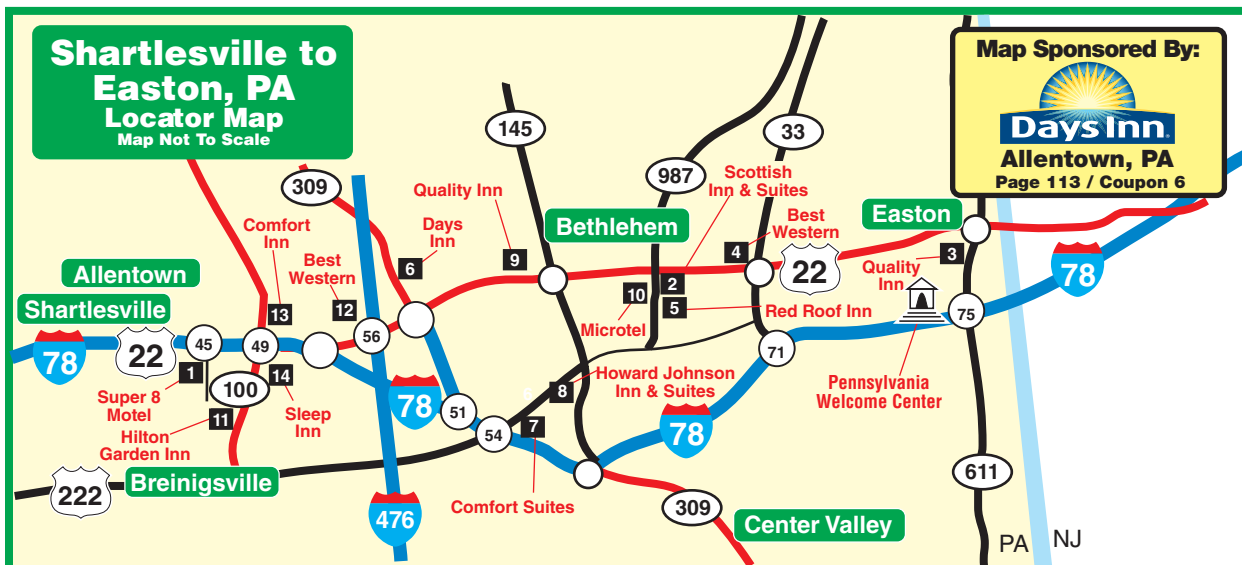 Shartlesville to
Easton, PA
Locator Map
Map Not To Scale
Map Sponsored By:
Days Inn
Allentown, PA
Page 113 / Coupon 6
145
33
309
987
Scottish
Inn & Suites
Quality Inn
Comfort
Inn
Days
Inn
Bethlehem
Best
Western
Easton
Best
Western
6
9
4
3
Allentown
22
Quality
Inn
78
2
10
5
Red Roof Inn
Shartlesville
13
12
Microtel
78
22
45
49
56
71
75
1
14
100
Super 8
Motel
11
Sleep
Inn
Hilton
Garden Inn
78
51
6
8
Howard Johnson
Inn & Suites
Pennsylvania
Welcome Center
54
7
78
222
Breinigsville
476
Comfort Suites
309
Center Valley
611
PA
NJ